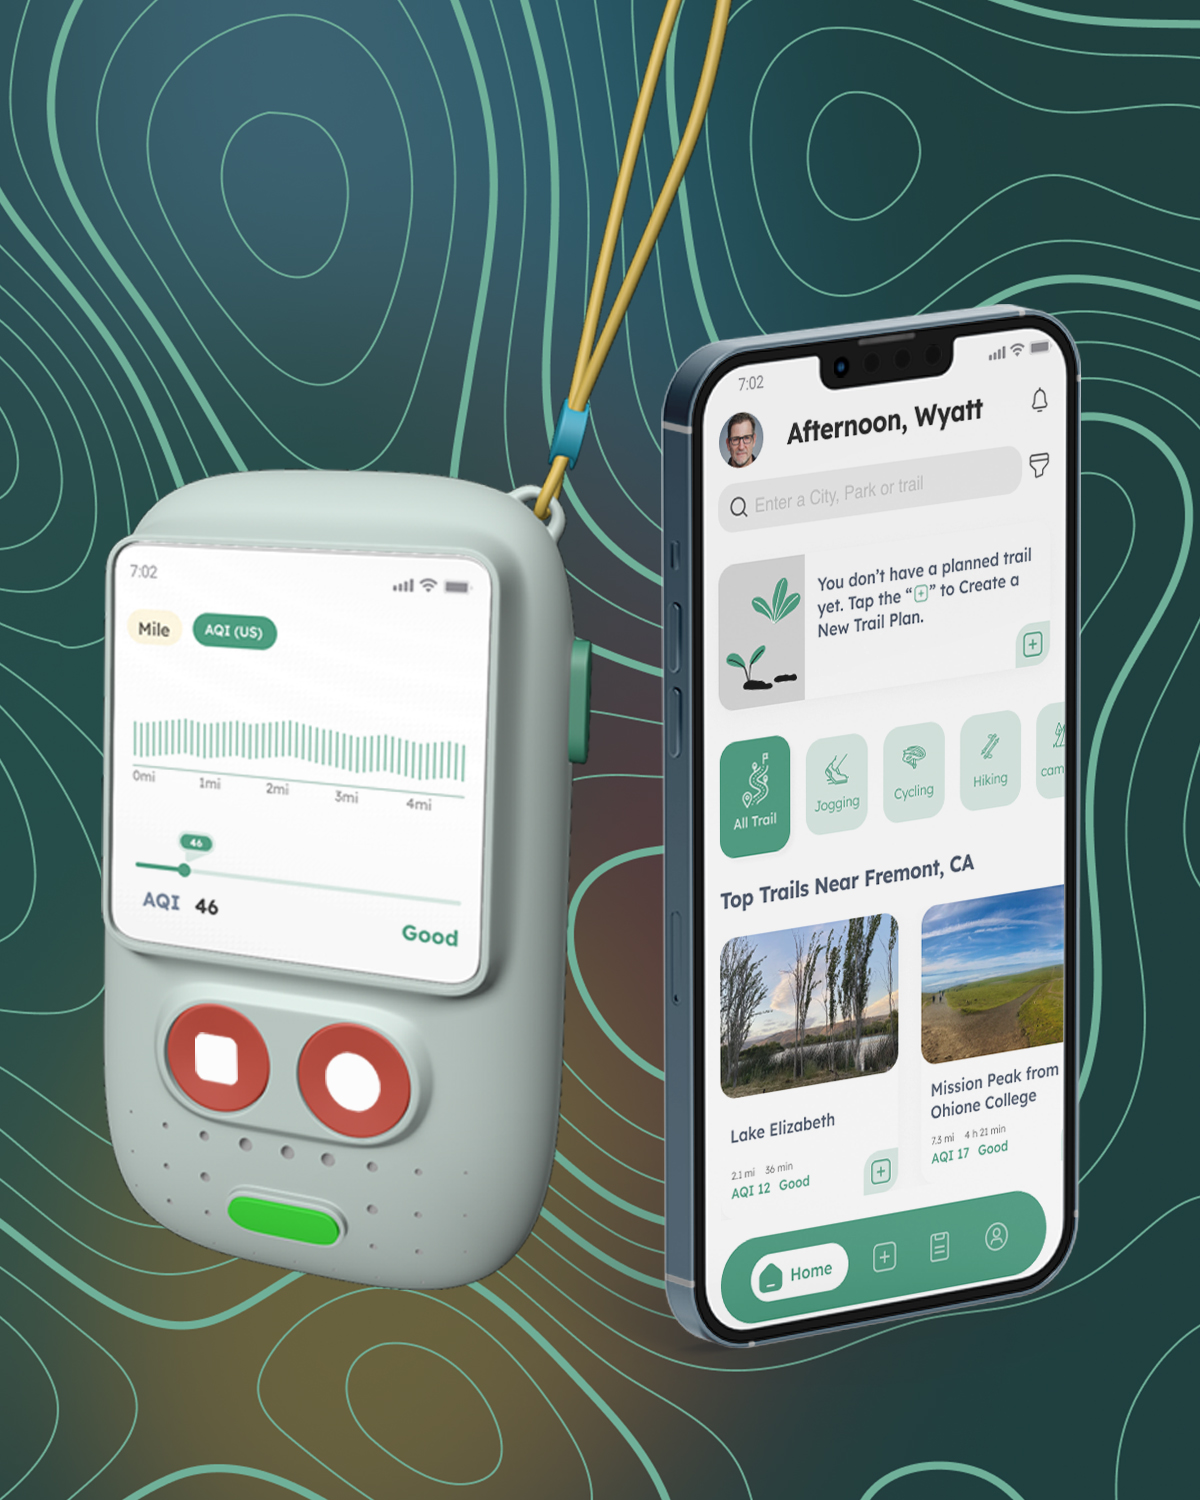 7:02
Mile
AQI (US)
0mi
1mi
2mi
3mi
4mi
46
AQI 46
Good
7:02
Afternoon, Wyatt
Enter a City, Park or trail
You don’t have a planned trail
yet. Tap the “+” to Create a
New Trail Plan.
All Trail
Jogging
Cycling
Hiking
cam
Top Trails Near Fremont, CA
Lake Elizabeth
2.1 mi 36 min
AQI 12 Good
Mission Peak from
Ohione College
7.3 mi 4 h 21 min
AQI 17 Good
Home